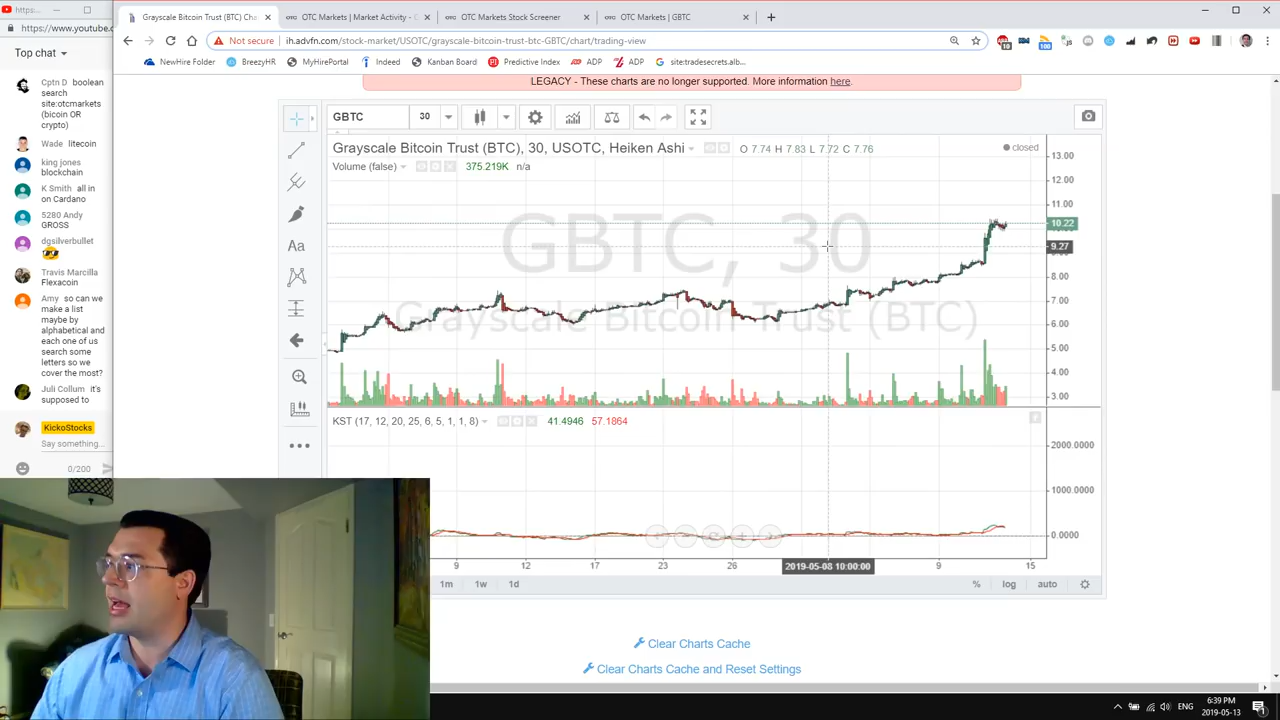 https:-
https://www.youtube.com
Top chat
Cptn D boolean
search
site:otcmarkets
(bicoin OR
crypto)
Wade litecoin
king jones
blockchain
K Smith all in
on Cardano
5280 Andy
GROSS
dgsilverbullet
Travis Marcilla
Flexacoin
Amy so can we
make a list
maybe by
alphabetical and
each one of us
search some
letters so we
cover the most?
Juli Collum it's
supposed to
KickoStocks
Say something...
0/200
Grayscale Bitcoin Trust (BTC) Cha
OTC Markets | Market Activity -
OTC Markets Stock Screener
OTC Markets | GBTC
Not secure
ih.advfn.com/stock-market/USOTC/grayscale-bitcoin-trust-btc-GBTC/chart/trading-view
NewHire Folder
BreezyHR
MyHirePortal
Indeed
Kanban Board
Predictive Index
ADP
ADP
site:tradesecrets.alb...
LEGACY - These charts are no longer supported. More information here.
GBTC
30
Aa
Grayscale Bitcoin Trust (BTC), 30, USOTC, Heiken Ashi
O 7.74 H 7.83 L 7.72 C 7.76
closed
Volume (false)
375.219K n/a
GBTC, 30
Grayscale Bitcoin Trust (BTC)
13.00
12.00
11.00
10.22
9.27
8.00
7.00
6.00
5.00
4.00
3.00
KST (17, 12, 20, 25, 6, 5, 1, 1, 8)
41.4946 57.1864
2000.0000
1000.0000
0.0000
9
12
17
23
26
2019-05-08 10:00:00
9
15
1m
1w
1d
%
log
auto
Clear Charts Cache
Clear Charts Cache and Reset Settings
ENG
6:39 PM
2019-05-13